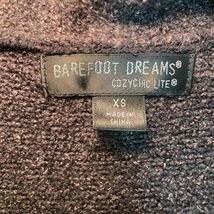 BAREFOOT DREAMS®
COZYCHIC LITE®
XS
MADE IN
CHINA